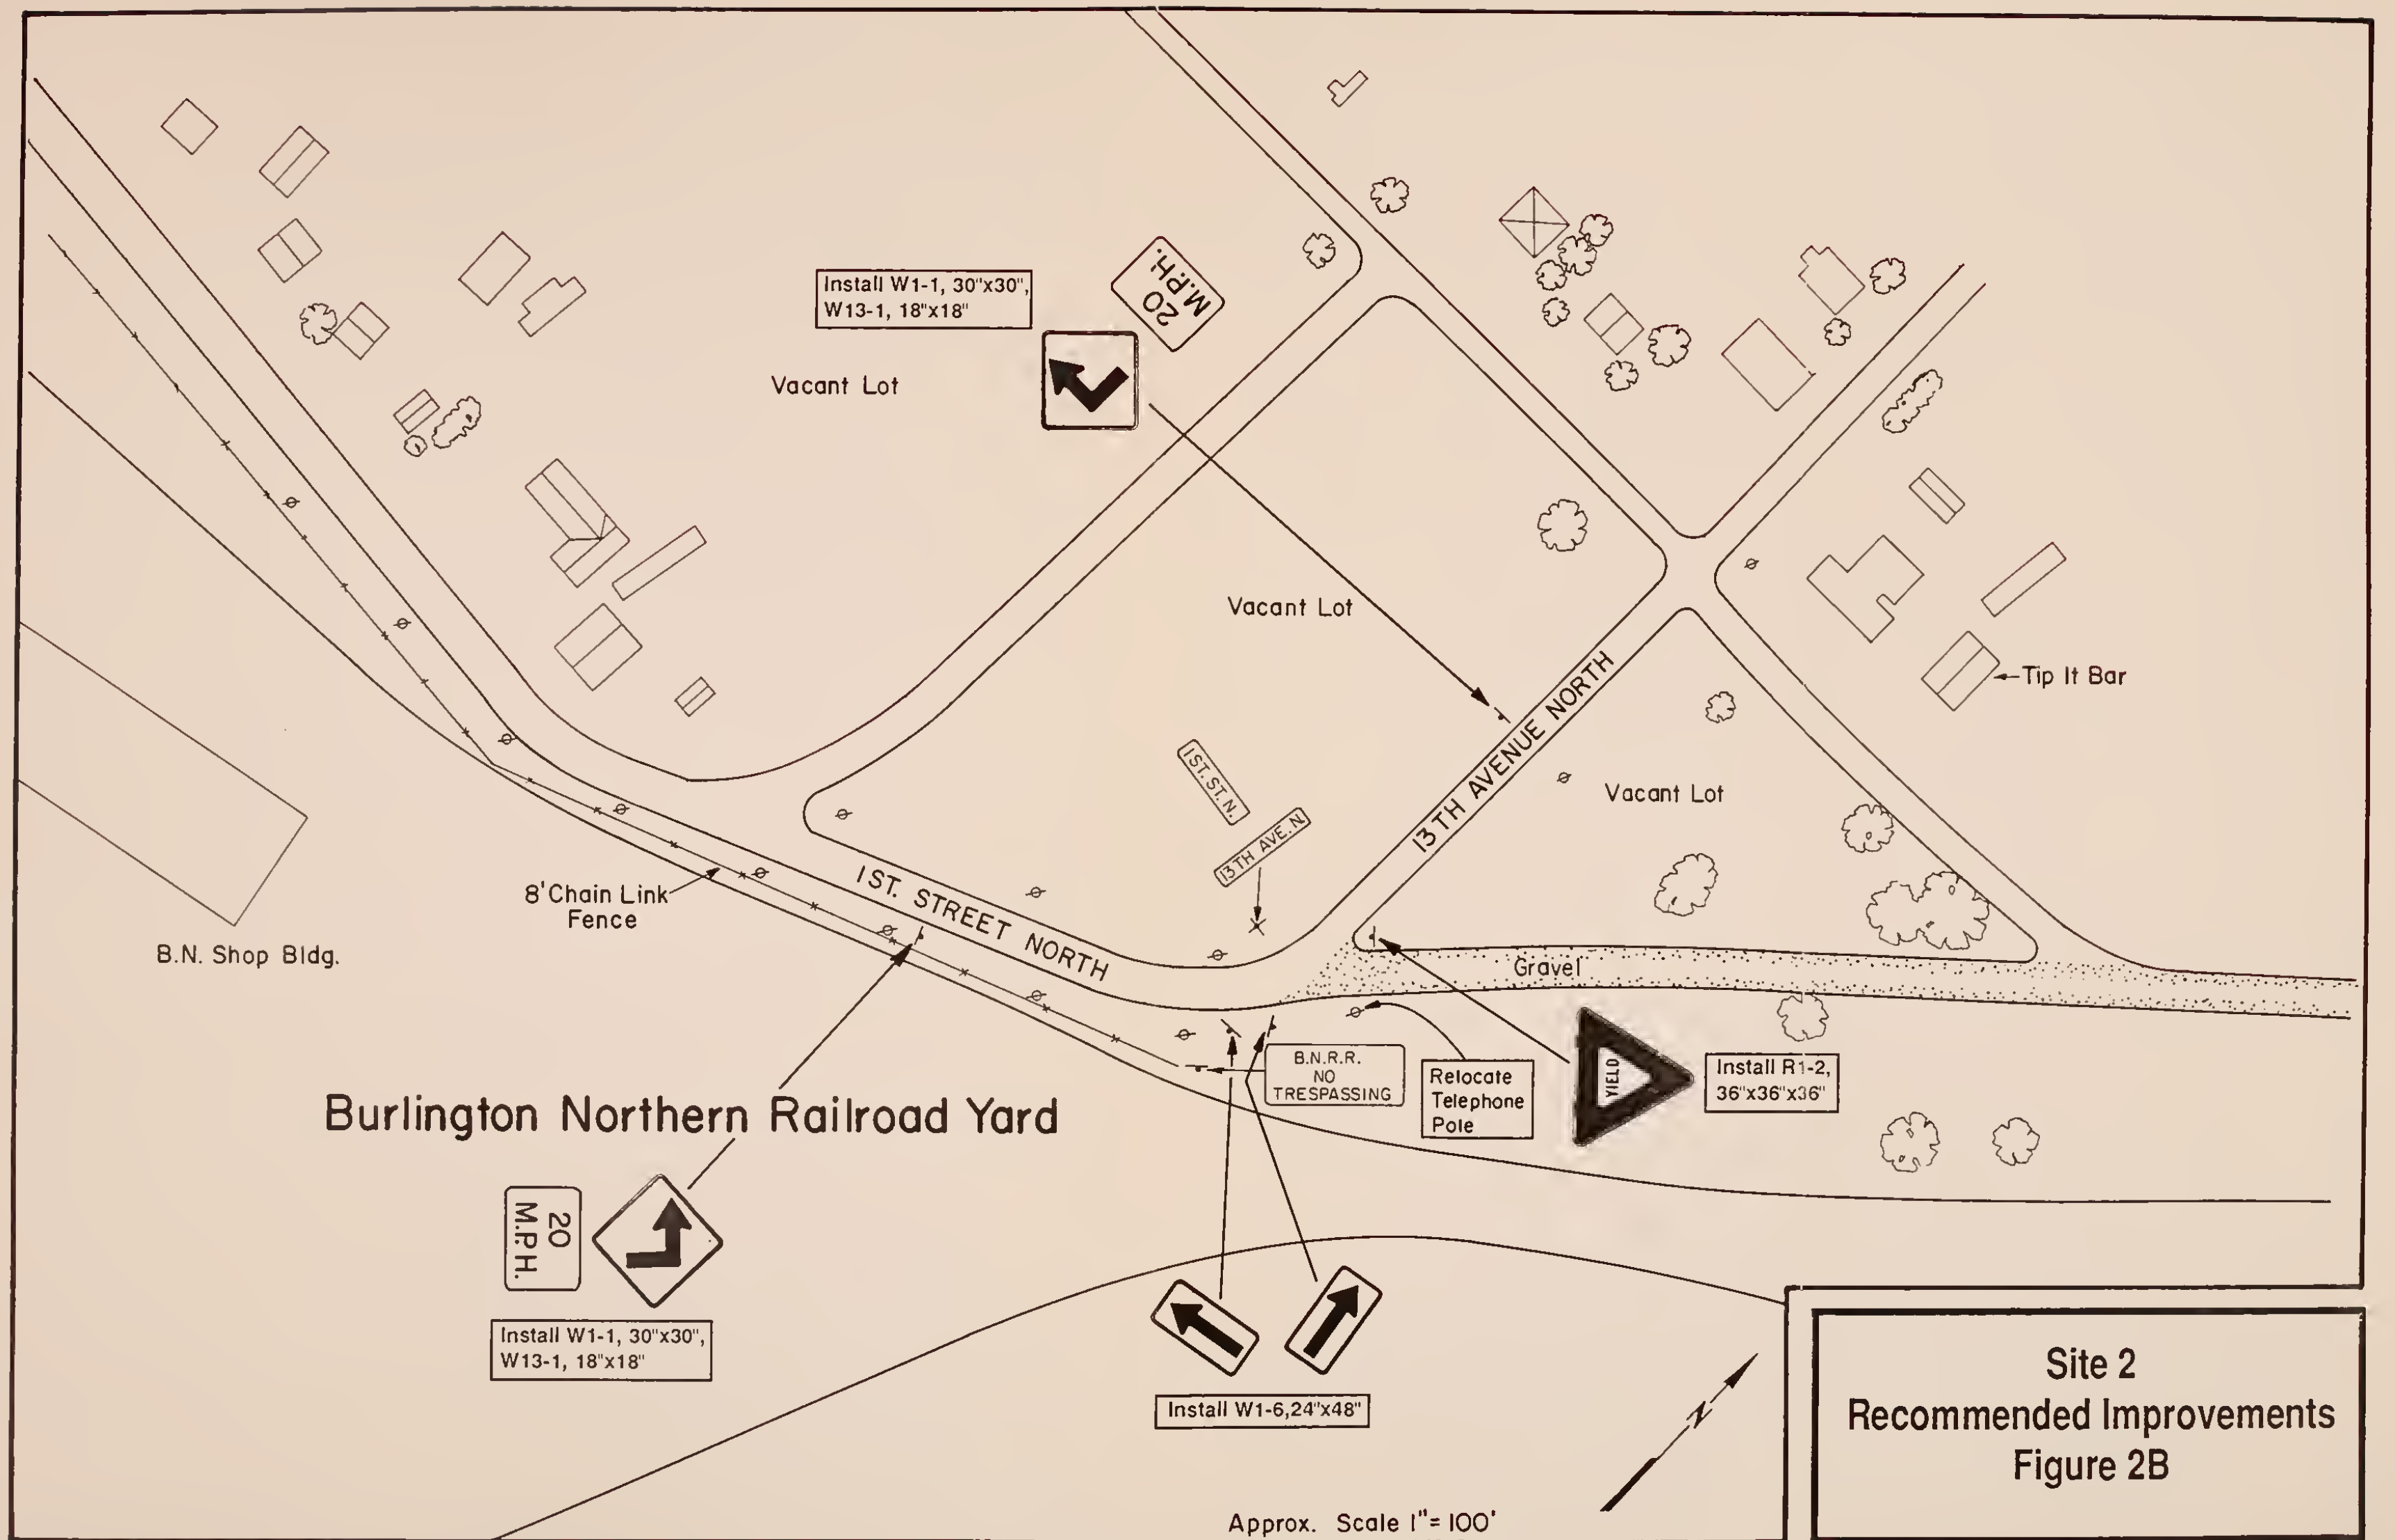 Install W1-1, 30"x30",
W13-1, 18"x18"
20
M.P.H.
Vacant Lot
Vacant Lot
Tip It Bar
1ST. ST. N.
13TH AVE. N.
13TH AVENUE NORTH
Vacant Lot
8' Chain Link
Fence
1ST. STREET NORTH
B.N. Shop Bldg.
Gravel
B.N.R.R.
NO
TRESPASSING
Relocate
Telephone
Pole
YIELD
Install R1-2,
36"x36"x36"
Burlington Northern Railroad Yard
20
M.P.H.
Install W1-1, 30"x30",
W13-1, 18"x18"
Install W1-6,24"x48"
N
Approx. Scale 1"= 100'
Site 2
Recommended Improvements
Figure 2B